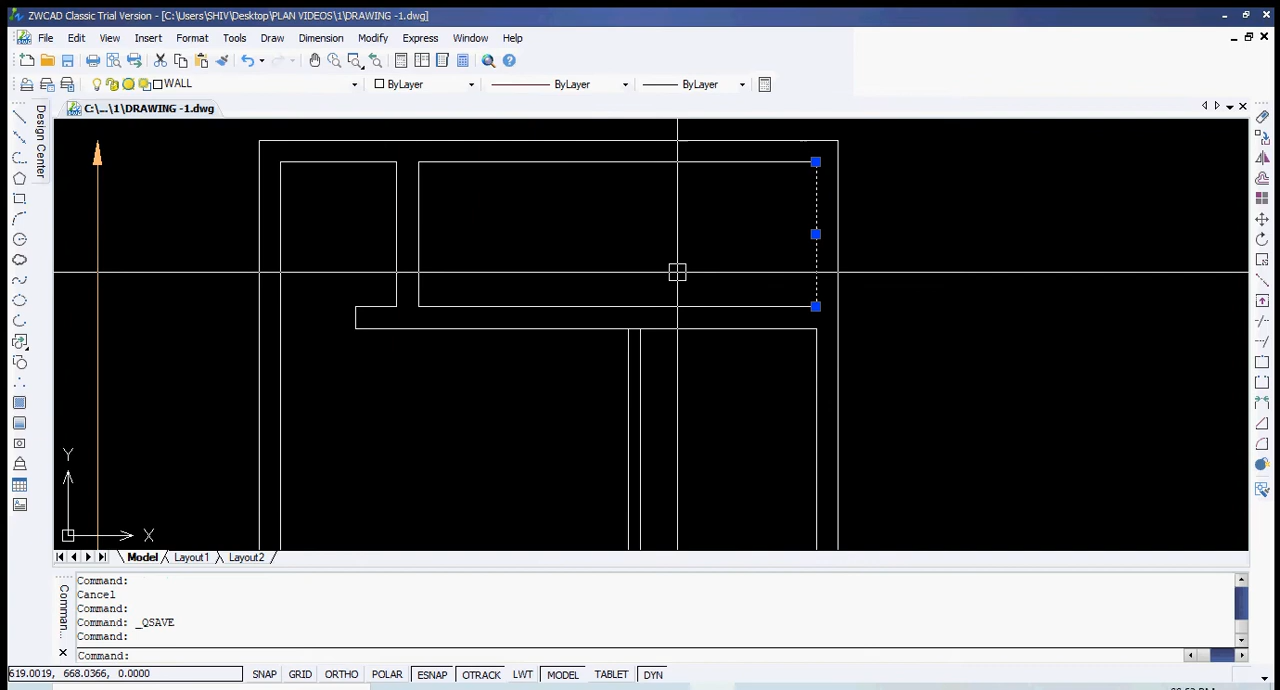 ZWCAD Classic Trial Version - [C:\Users\SHIV\Desktop\PLAN VIDEOS\1\DRAWING -1.dwg]
File Edit View Insert Format Tools Draw Dimension Modify Express Window Help
WALL ByLayer ByLayer ByLayer
C:\...\1\DRAWING -1.dwg
Design Center
Y
X
Model Layout1 Layout2
Command:
Cancel
Command:
Command: _QSAVE
Command:
Comman...
Command:
619.0019, 668.0366, 0.0000 SNAP GRID ORTHO POLAR ESNAP OTRACK LWT MODEL TABLET DYN